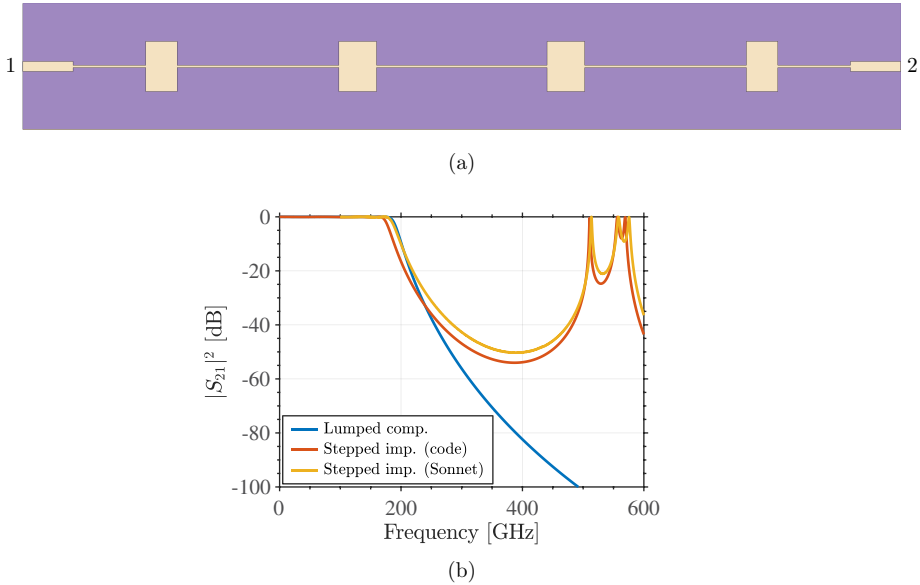 1 2
(a)
0
-20
-40
-60
-80
-100
|S21|² [dB]
Lumped comp.
Stepped imp. (code)
Stepped imp. (Sonnet)
0 200 400 600
Frequency [GHz]
(b)